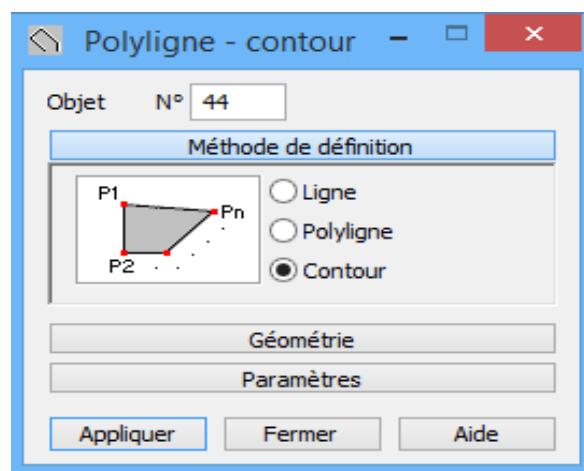 Polyligne - contour
Objet N° 44
Méthode de définition
P1
Pn
P2 . . .
Ligne
Polyligne
Contour
Géométrie
Paramètres
Appliquer Fermer Aide